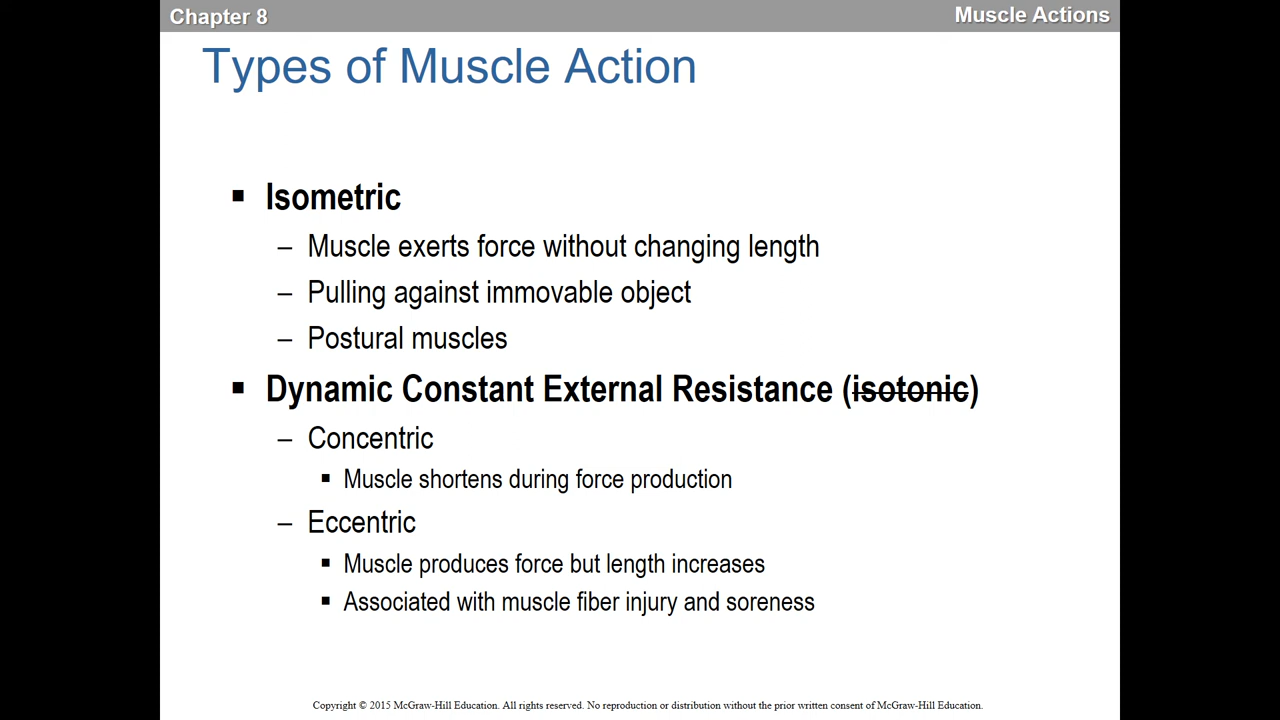 Chapter 8
Muscle Actions
Types of Muscle Action
▪ Isometric
– Muscle exerts force without changing length
– Pulling against immovable object
– Postural muscles
▪ Dynamic Constant External Resistance (isotonic)
– Concentric
▪ Muscle shortens during force production
– Eccentric
▪ Muscle produces force but length increases
▪ Associated with muscle fiber injury and soreness
Copyright © 2015 McGraw-Hill Education. All rights reserved. No reproduction or distribution without the prior written consent of McGraw-Hill Education.